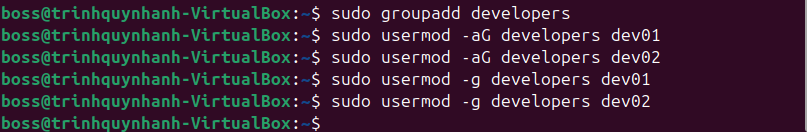 boss@trinhquynhanh-VirtualBox:~$ sudo groupadd developers
boss@trinhquynhanh-VirtualBox:~$ sudo usermod -aG developers dev01
boss@trinhquynhanh-VirtualBox:~$ sudo usermod -aG developers dev02
boss@trinhquynhanh-VirtualBox:~$ sudo usermod -g developers dev01
boss@trinhquynhanh-VirtualBox:~$ sudo usermod -g developers dev02
boss@trinhquynhanh-VirtualBox:~$